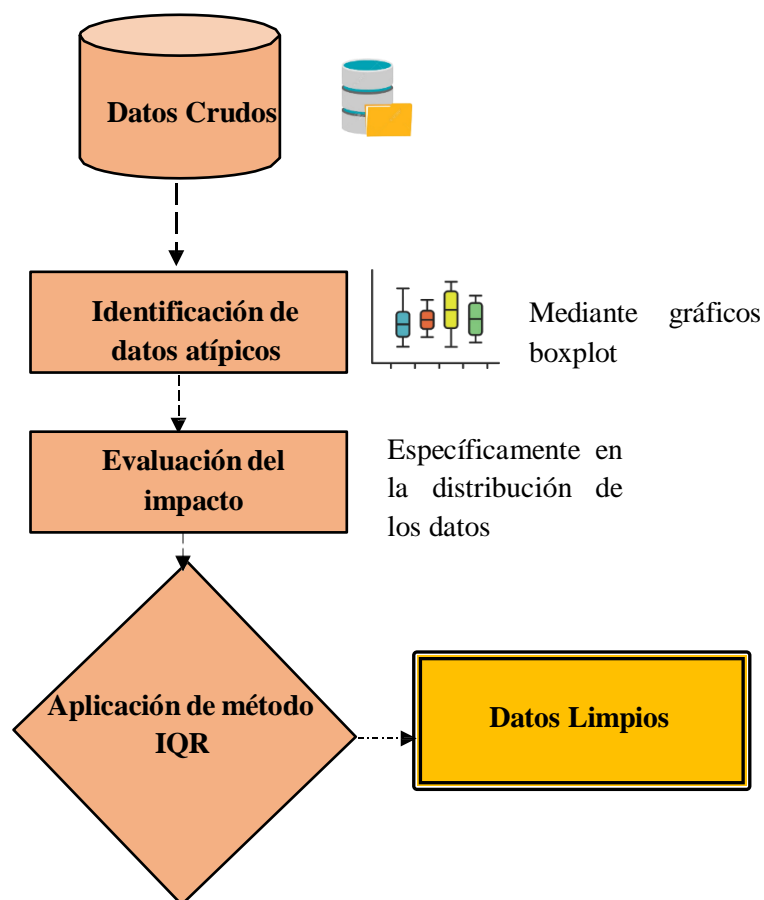 Datos Crudos
Identificación de
datos atípicos
Mediante gráficos
boxplot
Evaluación del
impacto
Específicamente en
la distribución de
los datos
Aplicación de método
IQR
Datos Limpios